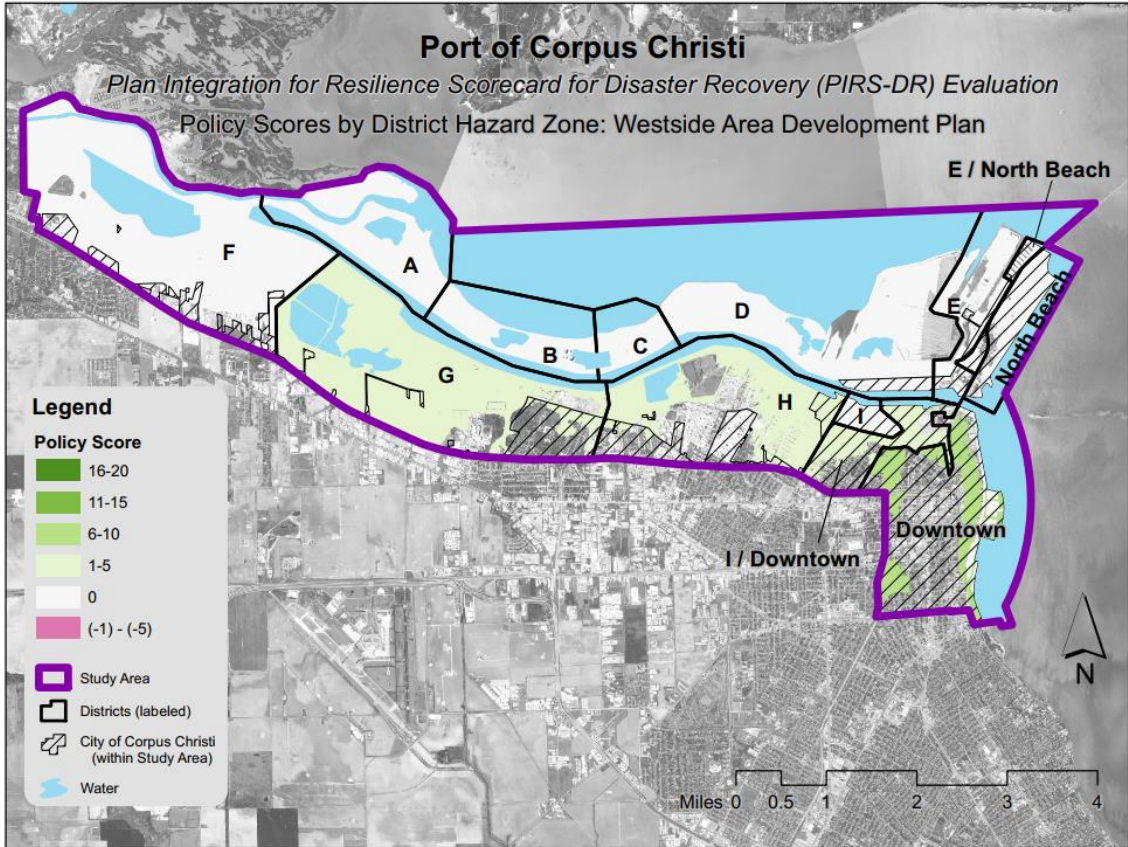 Port of Corpus Christi
Plan Integration for Resilience Scorecard for Disaster Recovery (PIRS-DR) Evaluation
Policy Scores by District Hazard Zone: Westside Area Development Plan
E / North Beach
F
A
D
E
North Beach
B
C
G
H
I
Downtown
I / Downtown
Legend
Policy Score
16-20
11-15
6-10
1-5
0
(-1) - (-5)
Study Area
Districts (labeled)
City of Corpus Christi
(within Study Area)
Water
N
Miles 0 0.5 1 2 3 4